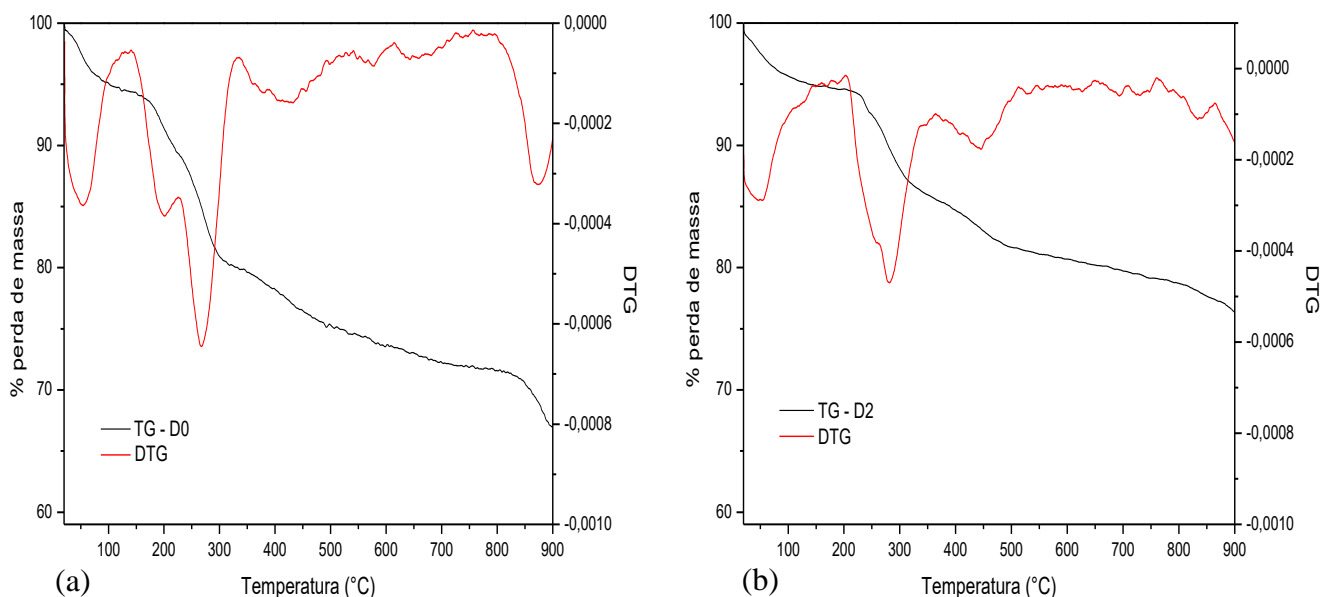 100
90
80
70
60
% perda de massa
0,0000
-0,0002
-0,0004
-0,0006
-0,0008
-0,0010
DTG
TG - D0
DTG
100 200 300 400 500 600 700 800 900
Temperatura (°C)
(a)
100
90
80
70
60
% perda de massa
0,0000
-0,0002
-0,0004
-0,0006
-0,0008
-0,0010
DTG
TG - D2
DTG
100 200 300 400 500 600 700 800 900
Temperatura (°C)
(b)